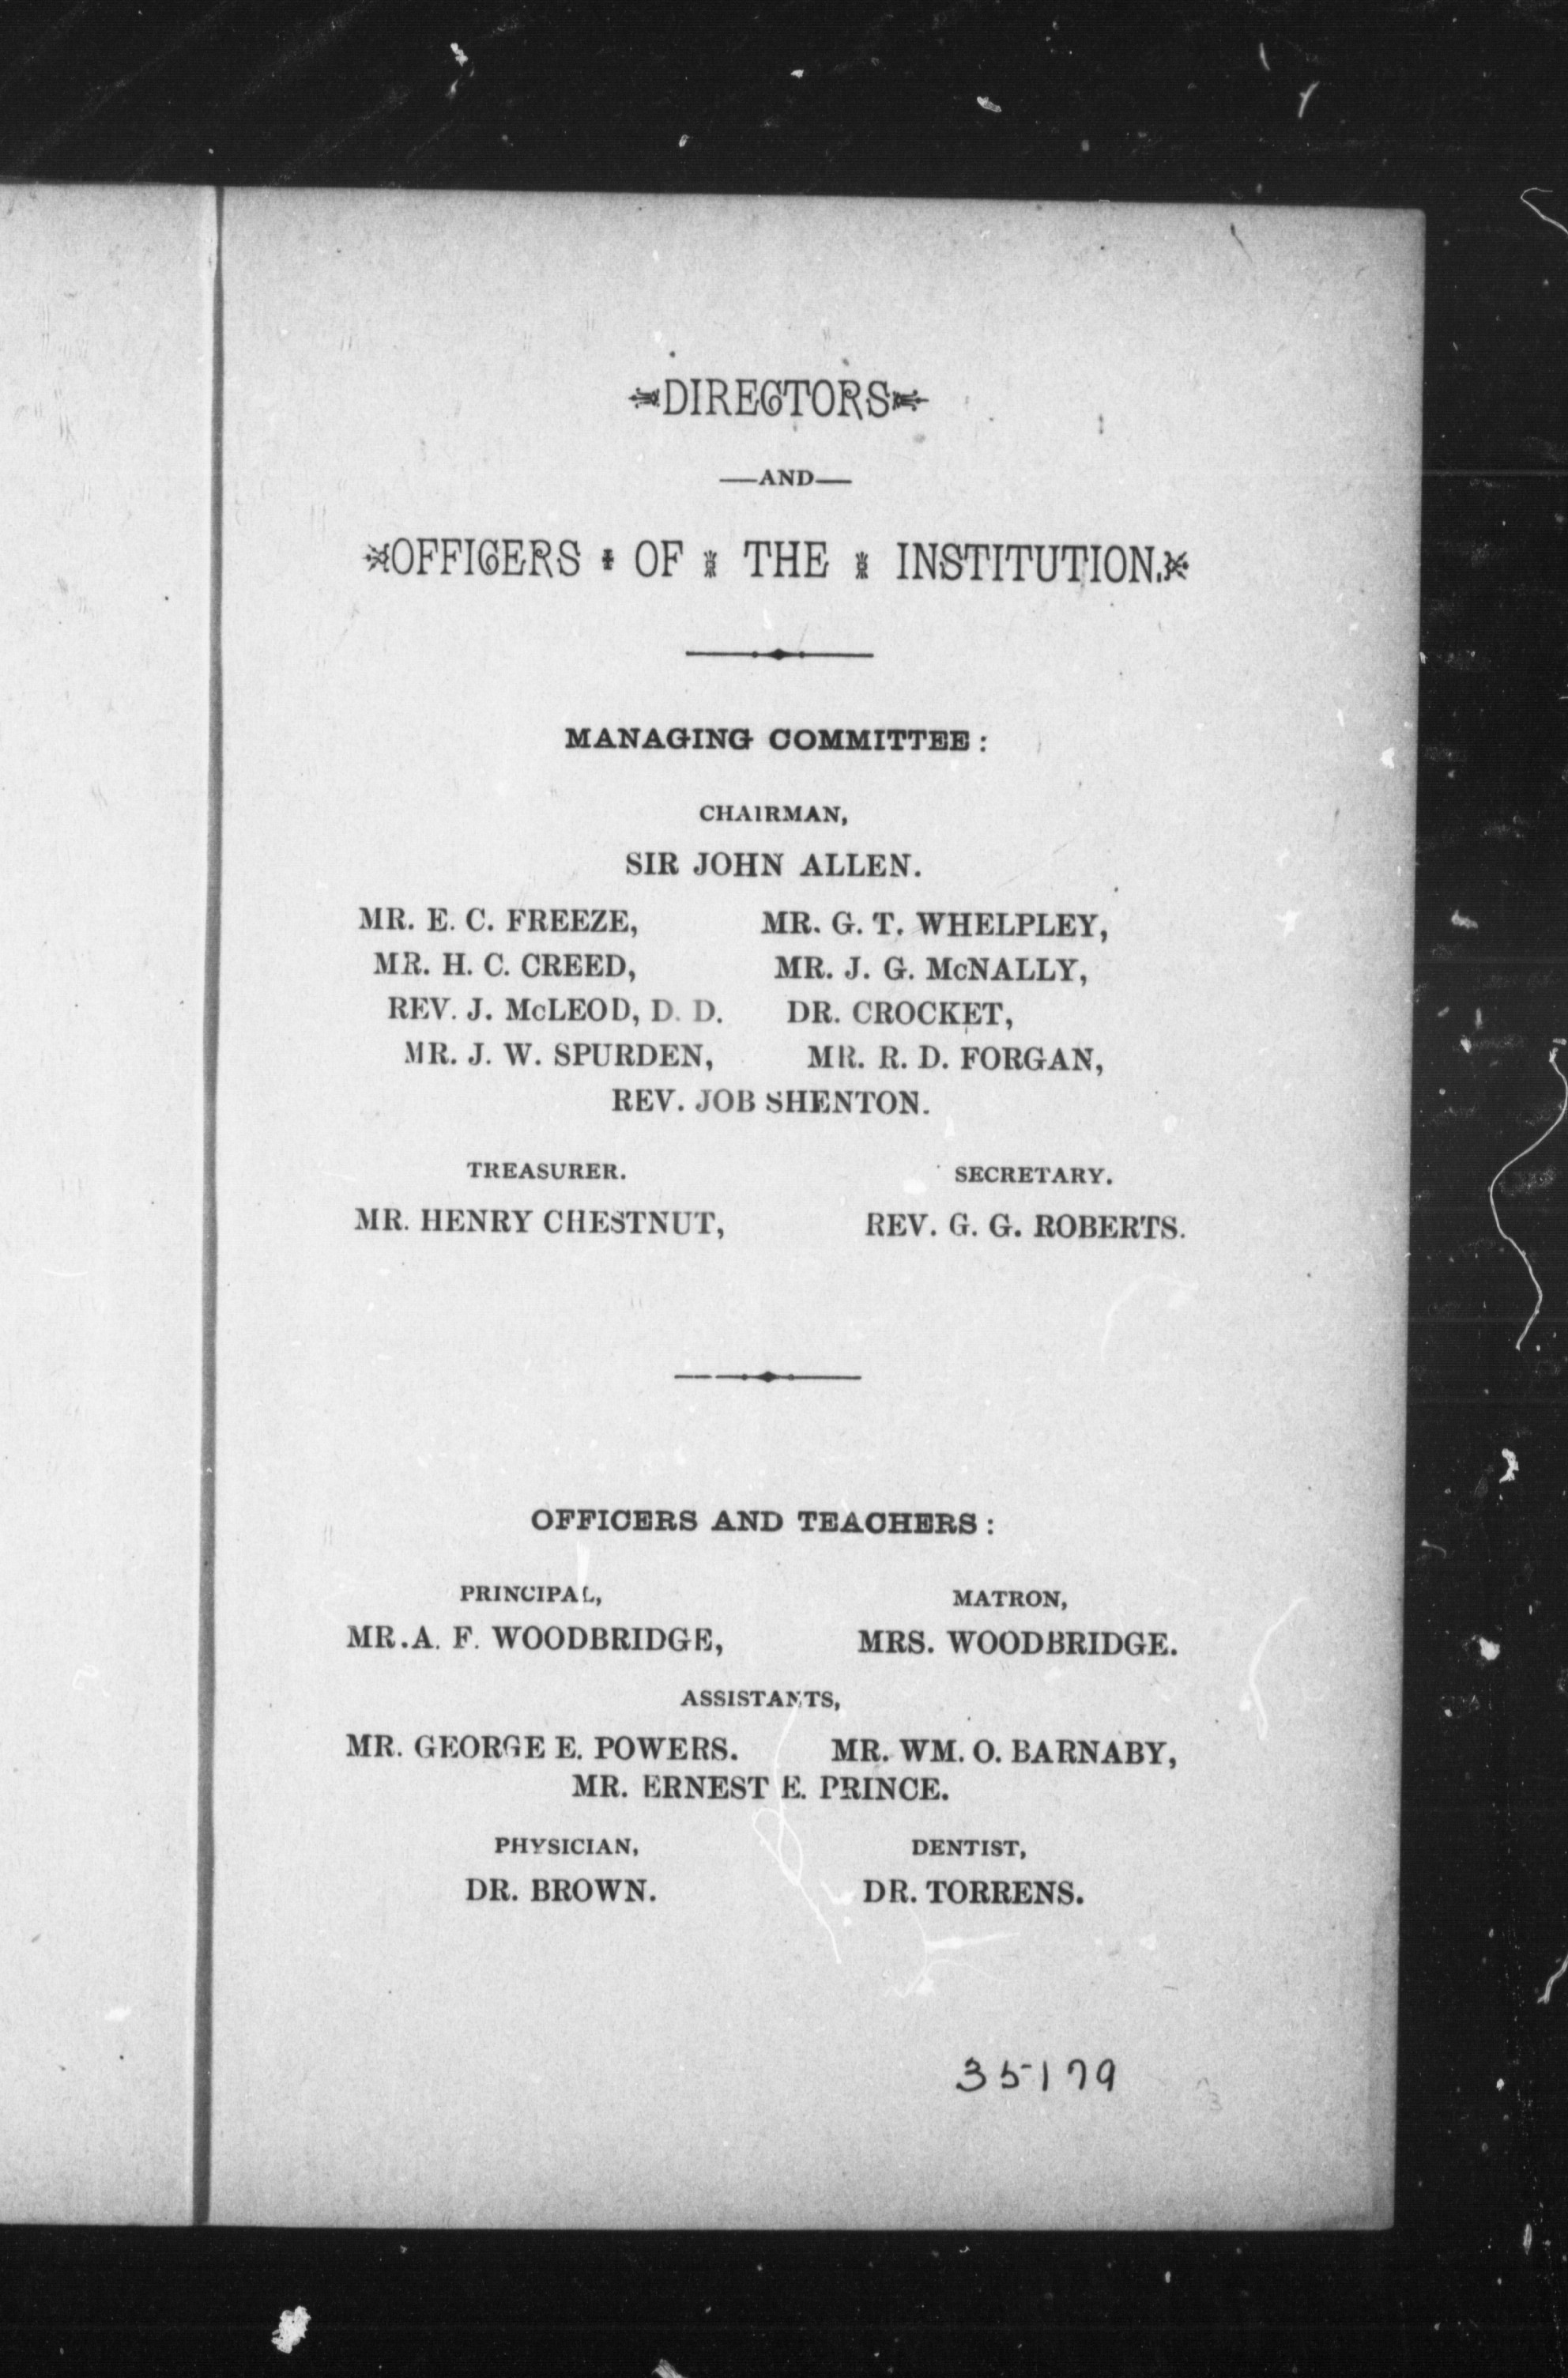 DIRECTORS
—AND—
OFFICERS OF THE INSTITUTION.
MANAGING COMMITTEE:
CHAIRMAN,
SIR JOHN ALLEN.
MR. E. C. FREEZE, MR. G. T. WHELPLEY,
MR. H. C. CREED, MR. J. G. McNALLY,
REV. J. McLEOD, D. D. DR. CROCKET,
MR. J. W. SPURDEN, MR. R. D. FORGAN,
REV. JOB SHENTON.
TREASURER. SECRETARY.
MR. HENRY CHESTNUT, REV. G. G. ROBERTS.
OFFICERS AND TEACHERS:
PRINCIPAL, MATRON,
MR. A. F. WOODBRIDGE, MRS. WOODBRIDGE.
ASSISTANTS,
MR. GEORGE E. POWERS. MR. WM. O. BARNABY,
MR. ERNEST E. PRINCE.
PHYSICIAN, DENTIST,
DR. BROWN. DR. TORRENS.
35179